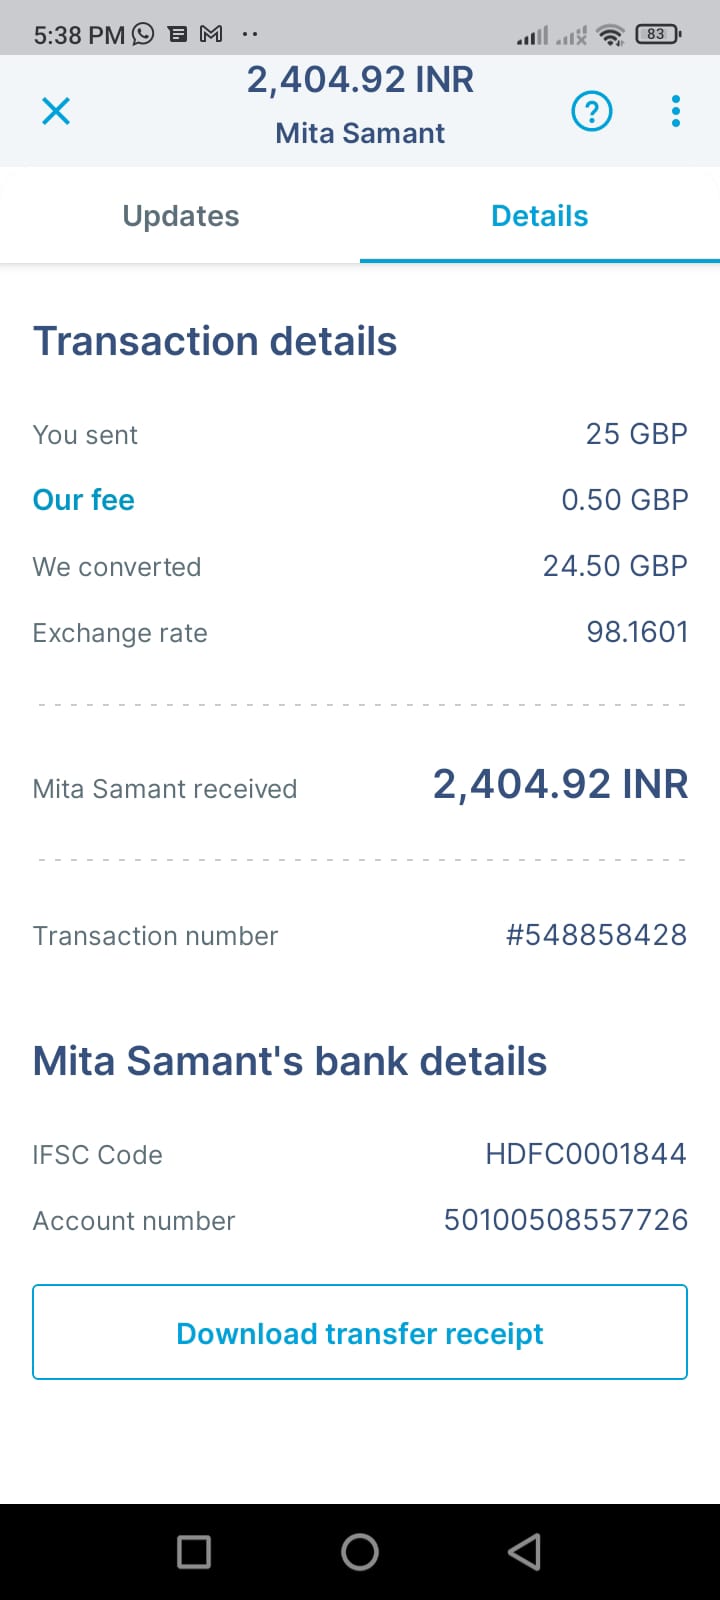 5:38 PM
83
2,404.92 INR
Mita Samant
?
Updates Details
Transaction details
You sent 25 GBP
Our fee 0.50 GBP
We converted 24.50 GBP
Exchange rate 98.1601
Mita Samant received 2,404.92 INR
Transaction number #548858428
Mita Samant's bank details
IFSC Code HDFC0001844
Account number 50100508557726
Download transfer receipt